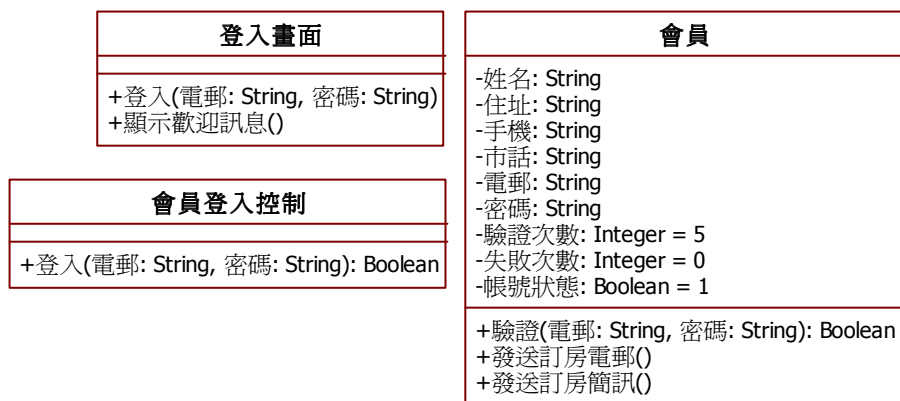 登入畫面
+登入(電郵: String, 密碼: String)
+顯示歡迎訊息()
會員登入控制
+登入(電郵: String, 密碼: String): Boolean
會員
-姓名: String
-住址: String
-手機: String
-市話: String
-電郵: String
-密碼: String
-驗證次數: Integer = 5
-失敗次數: Integer = 0
-帳號狀態: Boolean = 1
+驗證(電郵: String, 密碼: String): Boolean
+發送訂房電郵()
+發送訂房簡訊()